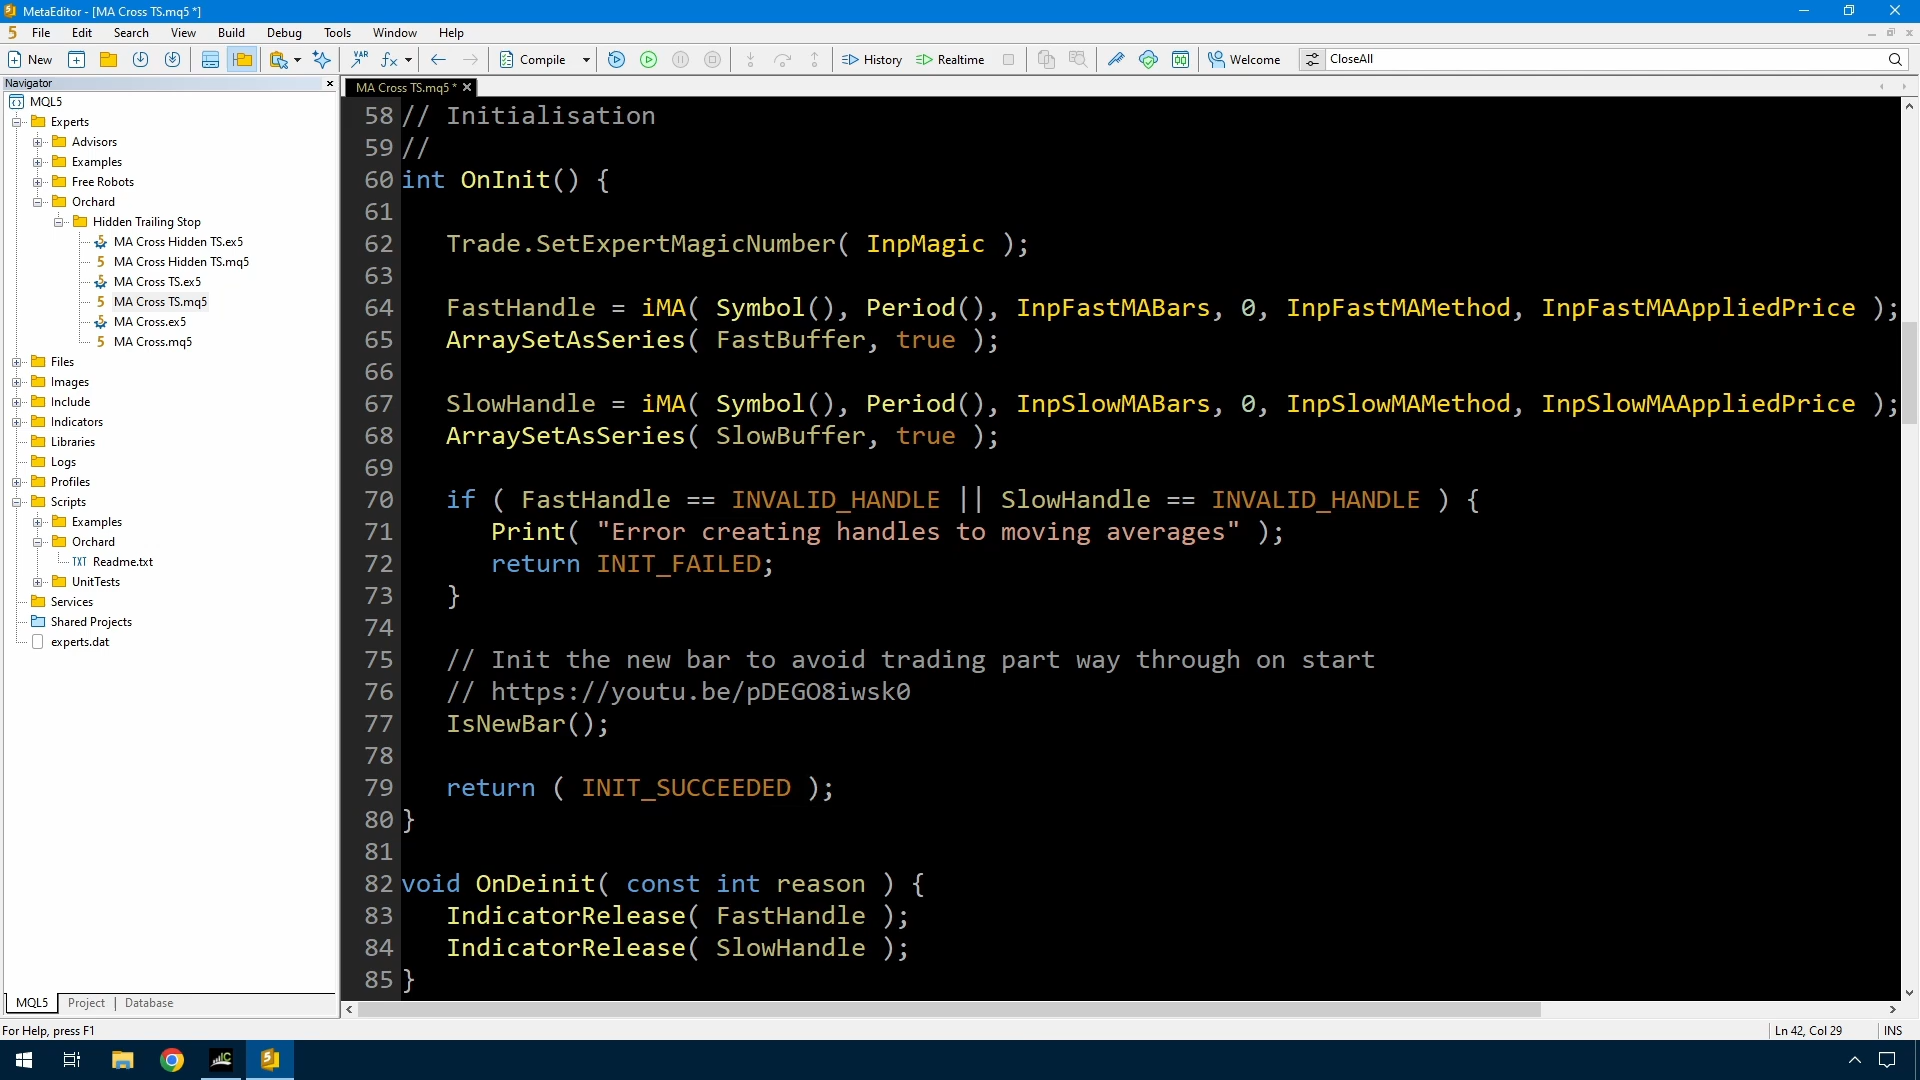 MetaEditor - [MA Cross TS.mq5 *]
File Edit Search View Build Debug Tools Window Help
New VAR fx Compile History Realtime Welcome CloseAll
Navigator
MA Cross TS.mq5 *
MQL5
Experts
Advisors
Examples
Free Robots
Orchard
Hidden Trailing Stop
MA Cross Hidden TS.ex5
MA Cross Hidden TS.mq5
MA Cross TS.ex5
MA Cross TS.mq5
MA Cross.ex5
MA Cross.mq5
Files
Images
Include
Indicators
Libraries
Logs
Profiles
Scripts
Examples
Orchard
TXT Readme.txt
UnitTests
Services
Shared Projects
experts.dat
58 // Initialisation
59 //
60 int OnInit() {
61
62    Trade.SetExpertMagicNumber( InpMagic );
63
64    FastHandle = iMA( Symbol(), Period(), InpFastMABars, 0, InpFastMAMethod, InpFastMAAppliedPrice );
65    ArraySetAsSeries( FastBuffer, true );
66
67    SlowHandle = iMA( Symbol(), Period(), InpSlowMABars, 0, InpSlowMAMethod, InpSlowMAAppliedPrice );
68    ArraySetAsSeries( SlowBuffer, true );
69
70    if ( FastHandle == INVALID_HANDLE || SlowHandle == INVALID_HANDLE ) {
71       Print( "Error creating handles to moving averages" );
72       return INIT_FAILED;
73    }
74
75    // Init the new bar to avoid trading part way through on start
76    // https://youtu.be/pDEGO8iwsk0
77    IsNewBar();
78
79    return ( INIT_SUCCEEDED );
80 }
81
82 void OnDeinit( const int reason ) {
83    IndicatorRelease( FastHandle );
84    IndicatorRelease( SlowHandle );
85 }
MQL5 Project | Database
For Help, press F1
Ln 42, Col 29 INS